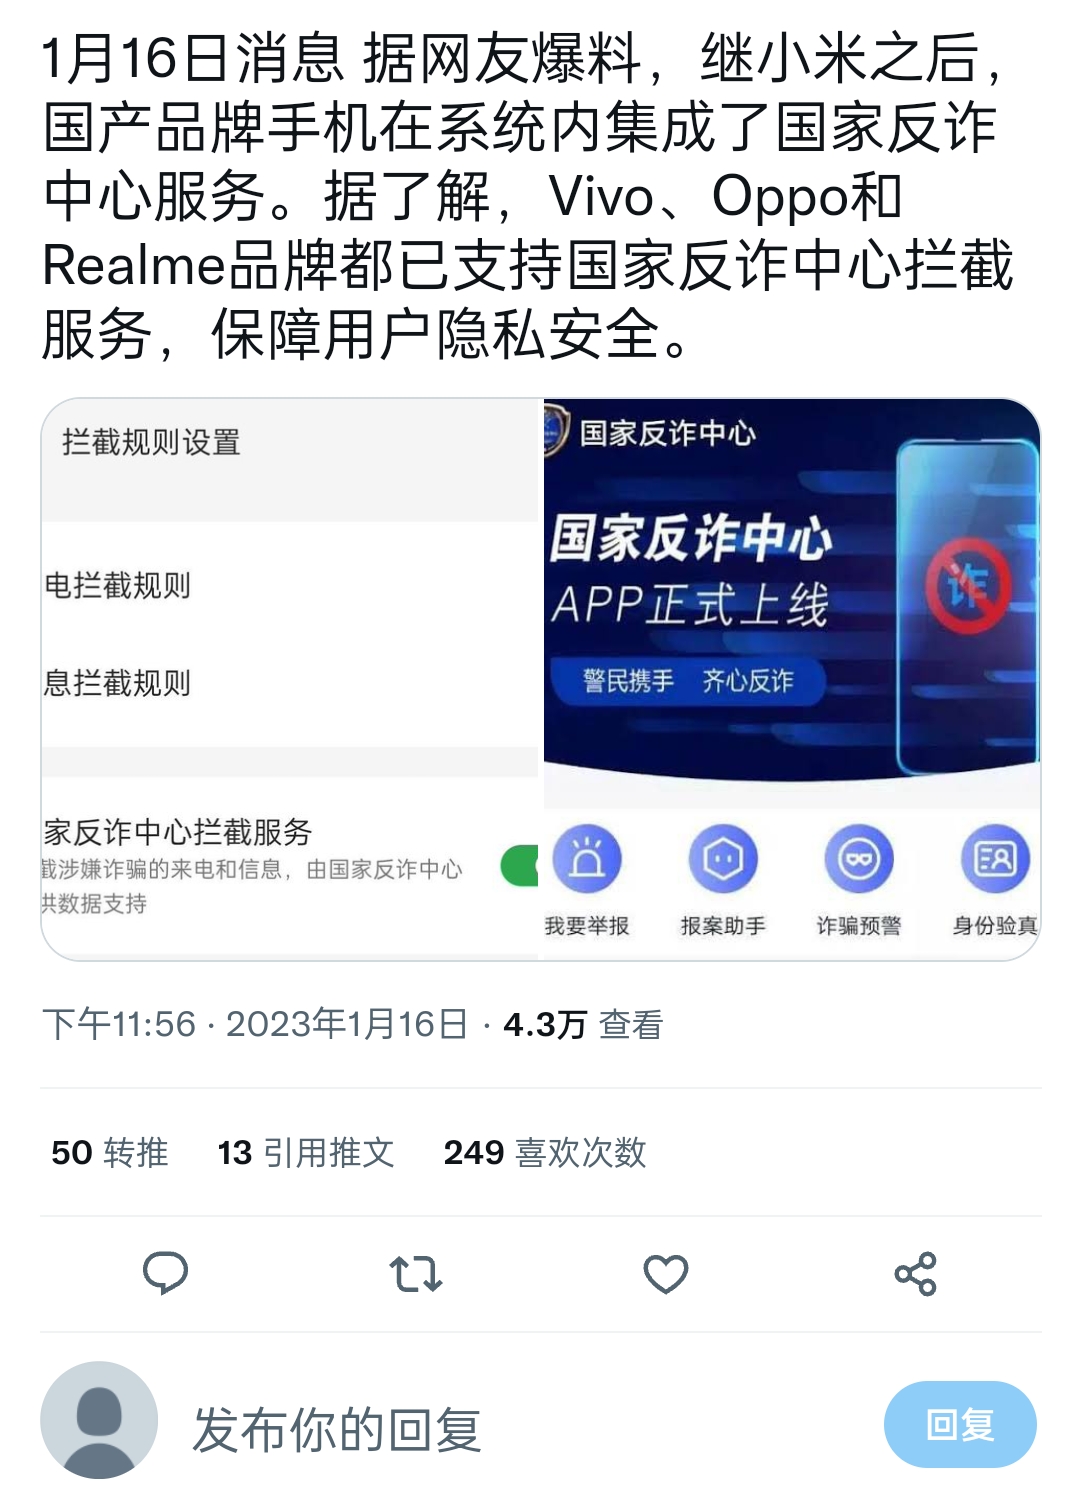 1月16日消息 据网友爆料，继小米之后，
国产品牌手机在系统内集成了国家反诈
中心服务。据了解，Vivo、Oppo和
Realme品牌都已支持国家反诈中心拦截
服务，保障用户隐私安全。
拦截规则设置
电拦截规则
息拦截规则
家反诈中心拦截服务
截涉嫌诈骗的来电和信息，由国家反诈中心
供数据支持
国家反诈中心
国家反诈中心
APP正式上线
警民携手 齐心反诈
诈
我要举报 报案助手 诈骗预警 身份验真
下午11:56 · 2023年1月16日 · 4.3万 查看
50 转推 13 引用推文 249 喜欢次数
发布你的回复
回复